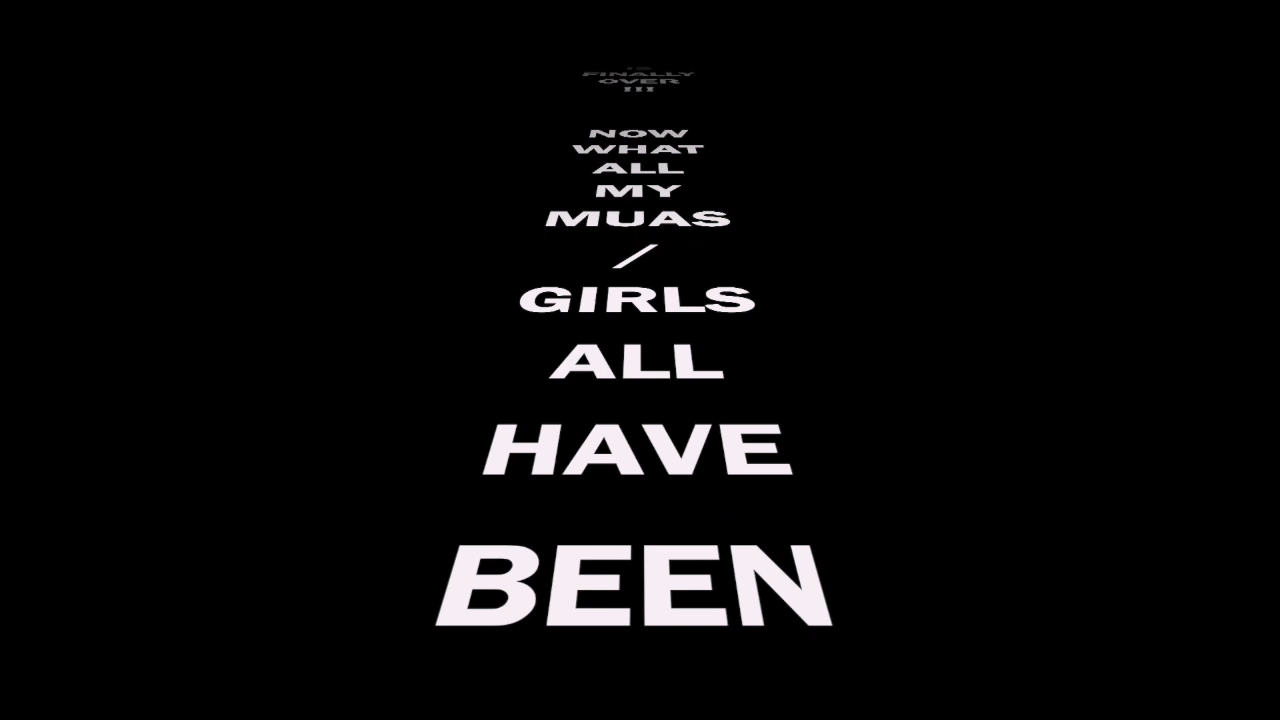 FINALLY
OVER
!!!
NOW
WHAT
ALL
MY
MUAS
/
GIRLS
ALL
HAVE
BEEN